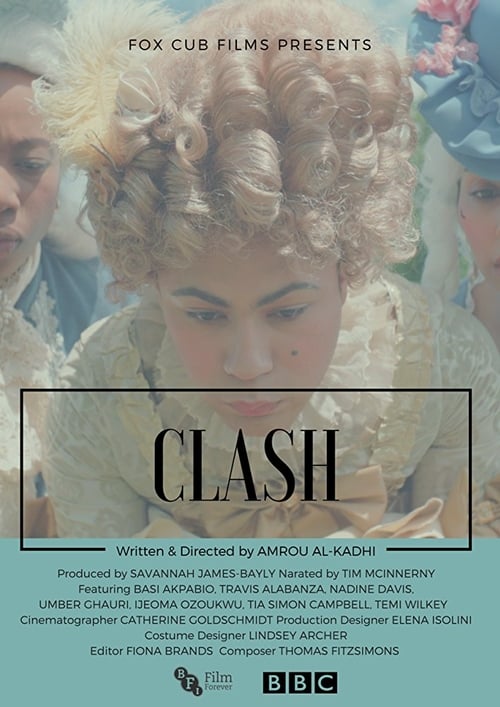 FOX CUB FILMS PRESENTS
CLASH
Written & Directed by AMROU AL-KADHI
Produced by SAVANNAH JAMES-BAYLY Narated by TIM MCINNERNY
Featuring BASI AKPABIO, TRAVIS ALABANZA, NADINE DAVIS,
UMBER GHAURI, IJEOMA OZOUKWU, TIA SIMON CAMPBELL, TEMI WILKEY
Cinematographer CATHERINE GOLDSCHMIDT Production Designer ELENA ISOLINI
Costume Designer LINDSEY ARCHER
Editor FIONA BRANDS Composer THOMAS FITZSIMONS
BFI Film Forever
BBC